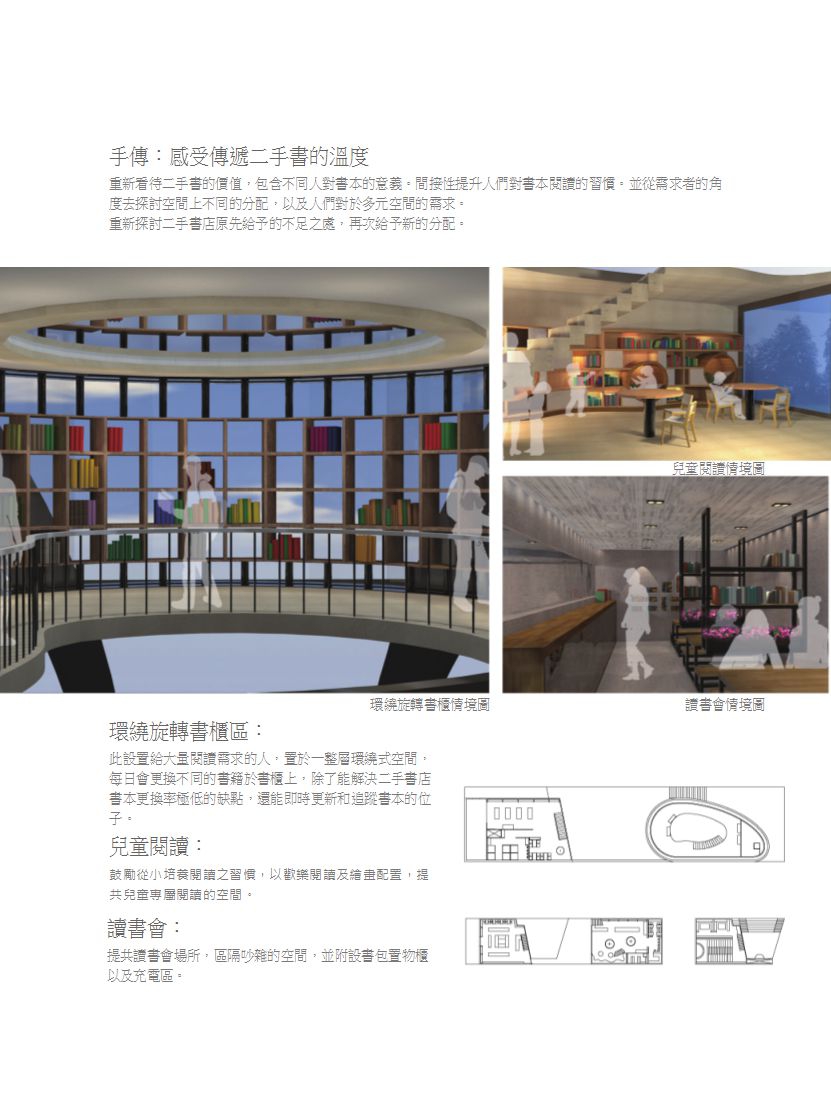 手傳：感受傳遞二手書的溫度
重新看待二手書的價值，包含不同人對書本的意義。間接性提升人們對書本閱讀的習慣。並從需求者的角
度去探討空間上不同的分配，以及人們對於多元空間的需求。
重新探討二手書店原先給予的不足之處，再次給予新的分配。
兒童閱讀情境圖
環繞旋轉書櫃情境圖
讀書會情境圖
環繞旋轉書櫃區：
此設置給大量閱讀需求的人，置於一整層環繞式空間，
每日會更換不同的書籍於書櫃上，除了能解決二手書店
書本更換率極低的缺點，還能即時更新和追蹤書本的位
子。
兒童閱讀：
鼓勵從小培養閱讀之習慣，以歡樂閱讀及繪畫配置，提
共兒童專屬閱讀的空間。
讀書會：
提共讀書會場所，區隔吵雜的空間，並附設書包置物櫃
以及充電區。